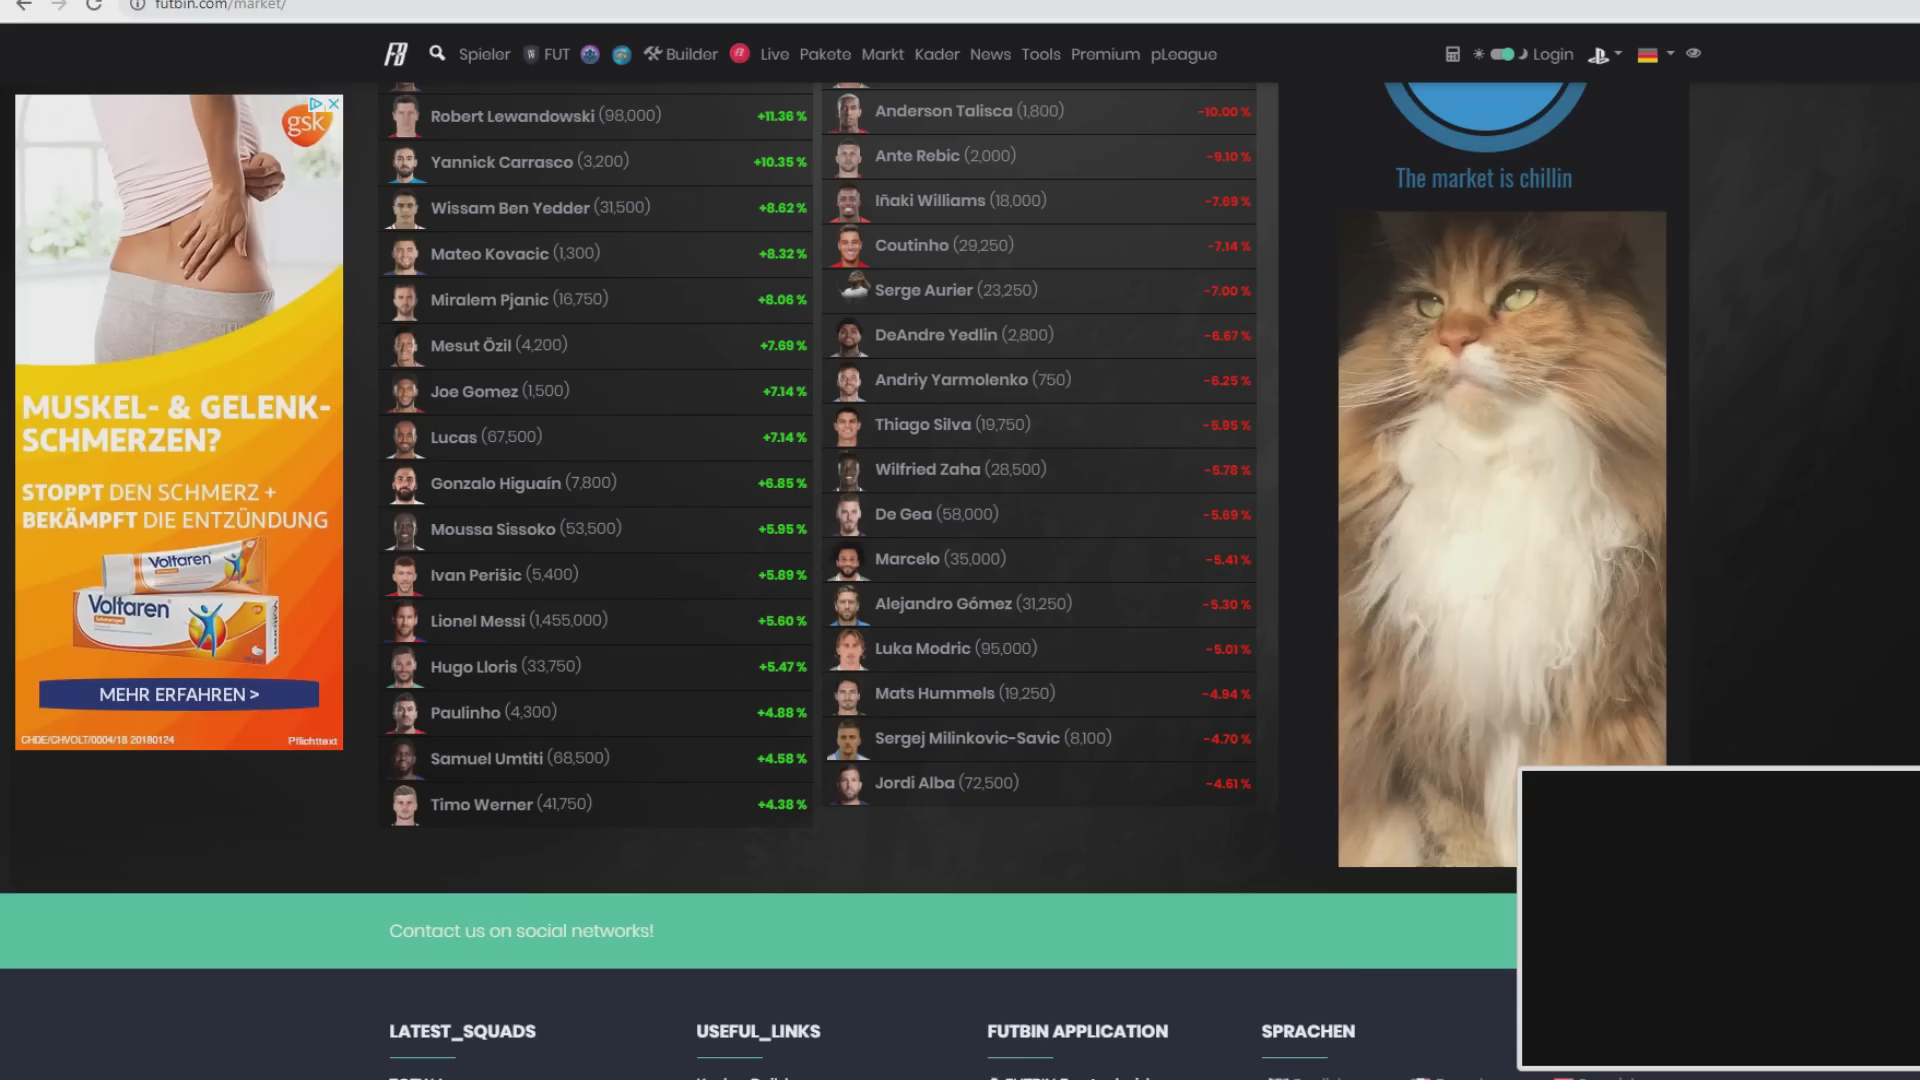 futbin.com/market/
FB Spieler FUT Builder Live Pakete Markt Kader News Tools Premium pLeague Login
gsk
MUSKEL- & GELENK-
SCHMERZEN?
STOPPT DEN SCHMERZ +
BEKÄMPFT DIE ENTZÜNDUNG
Voltaren
Voltaren
MEHR ERFAHREN >
CHDE/CHVOLT/0004/18 20180124 Pflichttext
Robert Lewandowski (98,000) +11.36 %
Yannick Carrasco (3,200) +10.35 %
Wissam Ben Yedder (31,500) +8.62 %
Mateo Kovacic (1,300) +8.32 %
Miralem Pjanic (16,750) +8.06 %
Mesut Özil (4,200) +7.69 %
Joe Gomez (1,500) +7.14 %
Lucas (67,500) +7.14 %
Gonzalo Higuaín (7,800) +6.85 %
Moussa Sissoko (53,500) +5.95 %
Ivan Perišic (5,400) +5.89 %
Lionel Messi (1,455,000) +5.60 %
Hugo Lloris (33,750) +5.47 %
Paulinho (4,300) +4.88 %
Samuel Umtiti (68,500) +4.58 %
Timo Werner (41,750) +4.38 %
Anderson Talisca (1,800) -10.00 %
Ante Rebic (2,000) -9.10 %
Iñaki Williams (18,000) -7.69 %
Coutinho (29,250) -7.14 %
Serge Aurier (23,250) -7.00 %
DeAndre Yedlin (2,800) -6.67 %
Andriy Yarmolenko (750) -6.25 %
Thiago Silva (19,750) -5.95 %
Wilfried Zaha (28,500) -5.78 %
De Gea (58,000) -5.69 %
Marcelo (35,000) -5.41 %
Alejandro Gómez (31,250) -5.30 %
Luka Modric (95,000) -5.01 %
Mats Hummels (19,250) -4.94 %
Sergej Milinkovic-Savic (8,100) -4.70 %
Jordi Alba (72,500) -4.61 %
The market is chillin
Contact us on social networks!
LATEST_SQUADS
USEFUL_LINKS
FUTBIN APPLICATION
SPRACHEN